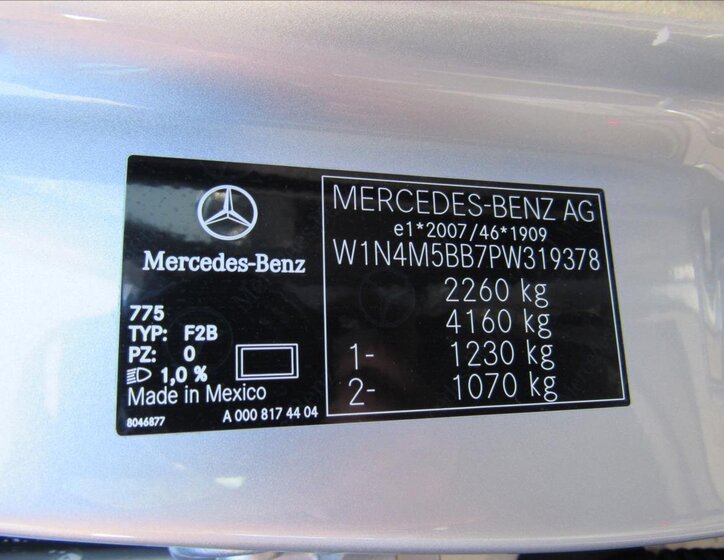 Mercedes-Benz
775
TYP: F2B
PZ: 0
1,0 %
Made in Mexico
8046877 A 000 817 44 04
MERCEDES-BENZ AG
e1*2007/46*1909
W1N4M5BB7PW319378
2260 kg
4160 kg
1- 1230 kg
2- 1070 kg